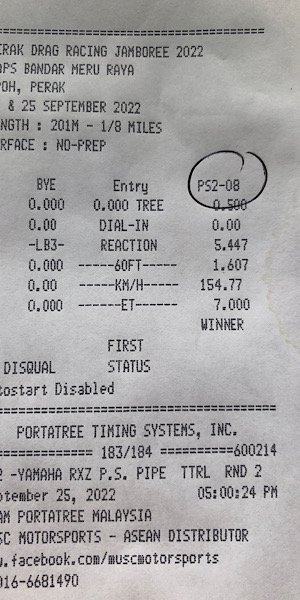 ERAK DRAG RACING JAMBOREE 2022
OPS BANDAR MERU RAYA
POH, PERAK
& 25 SEPTEMBER 2022
ENGTH : 201M - 1/8 MILES
RFACE : NO-PREP
BYE Entry PS2-08
0.000 0.000 TREE 0.500
0.00 DIAL-IN 0.00
-LB3- REACTION 5.447
0.000 ------60FT------ 1.607
0.00 ------KM/H----- 154.77
0.000 -------ET------- 7.000
WINNER
FIRST
DISQUAL STATUS
tostart Disabled
PORTATREE TIMING SYSTEMS, INC.
============= 183/184 ==========600214
2 -YAMAHA RXZ P.S. PIPE TTRL RND 2
ptember 25, 2022 05:00:24 PM
AM PORTATREE MALAYSIA
SC MOTORSPORTS - ASEAN DISTRIBUTOR
w.facebook.com/muscmotorsports
016-6681490